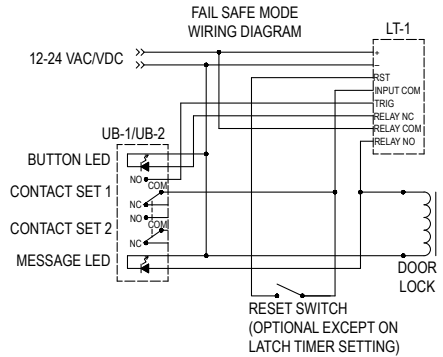 FAIL SAFE MODE
WIRING DIAGRAM
LT-1
12-24 VAC/VDC
+
–
RST
INPUT COM
TRIG
RELAY NC
RELAY COM
RELAY NO
UB-1/UB-2
BUTTON LED
NO
COM
CONTACT SET 1
NC
NO
COM
CONTACT SET 2
NC
MESSAGE LED
DOOR
LOCK
RESET SWITCH
(OPTIONAL EXCEPT ON
LATCH TIMER SETTING)